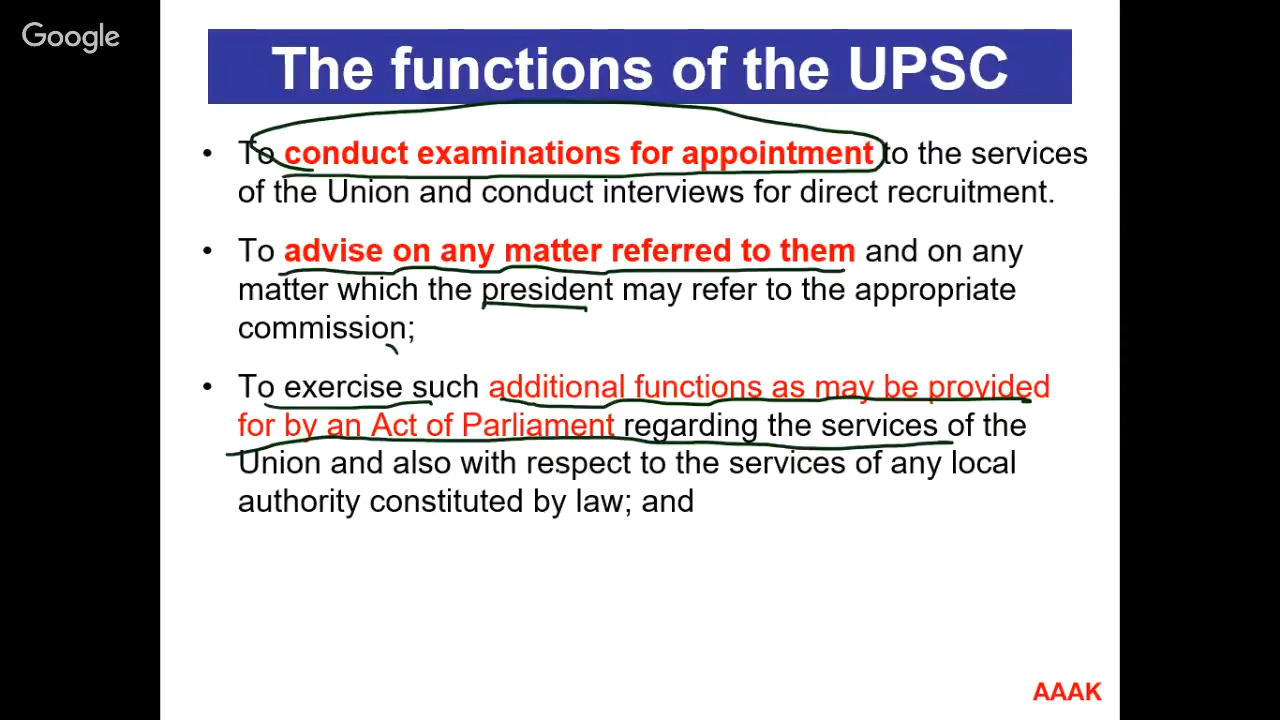 Google
The functions of the UPSC
• To conduct examinations for appointment to the services
of the Union and conduct interviews for direct recruitment.
• To advise on any matter referred to them and on any
matter which the president may refer to the appropriate
commission;
• To exercise such additional functions as may be provided
for by an Act of Parliament regarding the services of the
Union and also with respect to the services of any local
authority constituted by law; and
AAAK